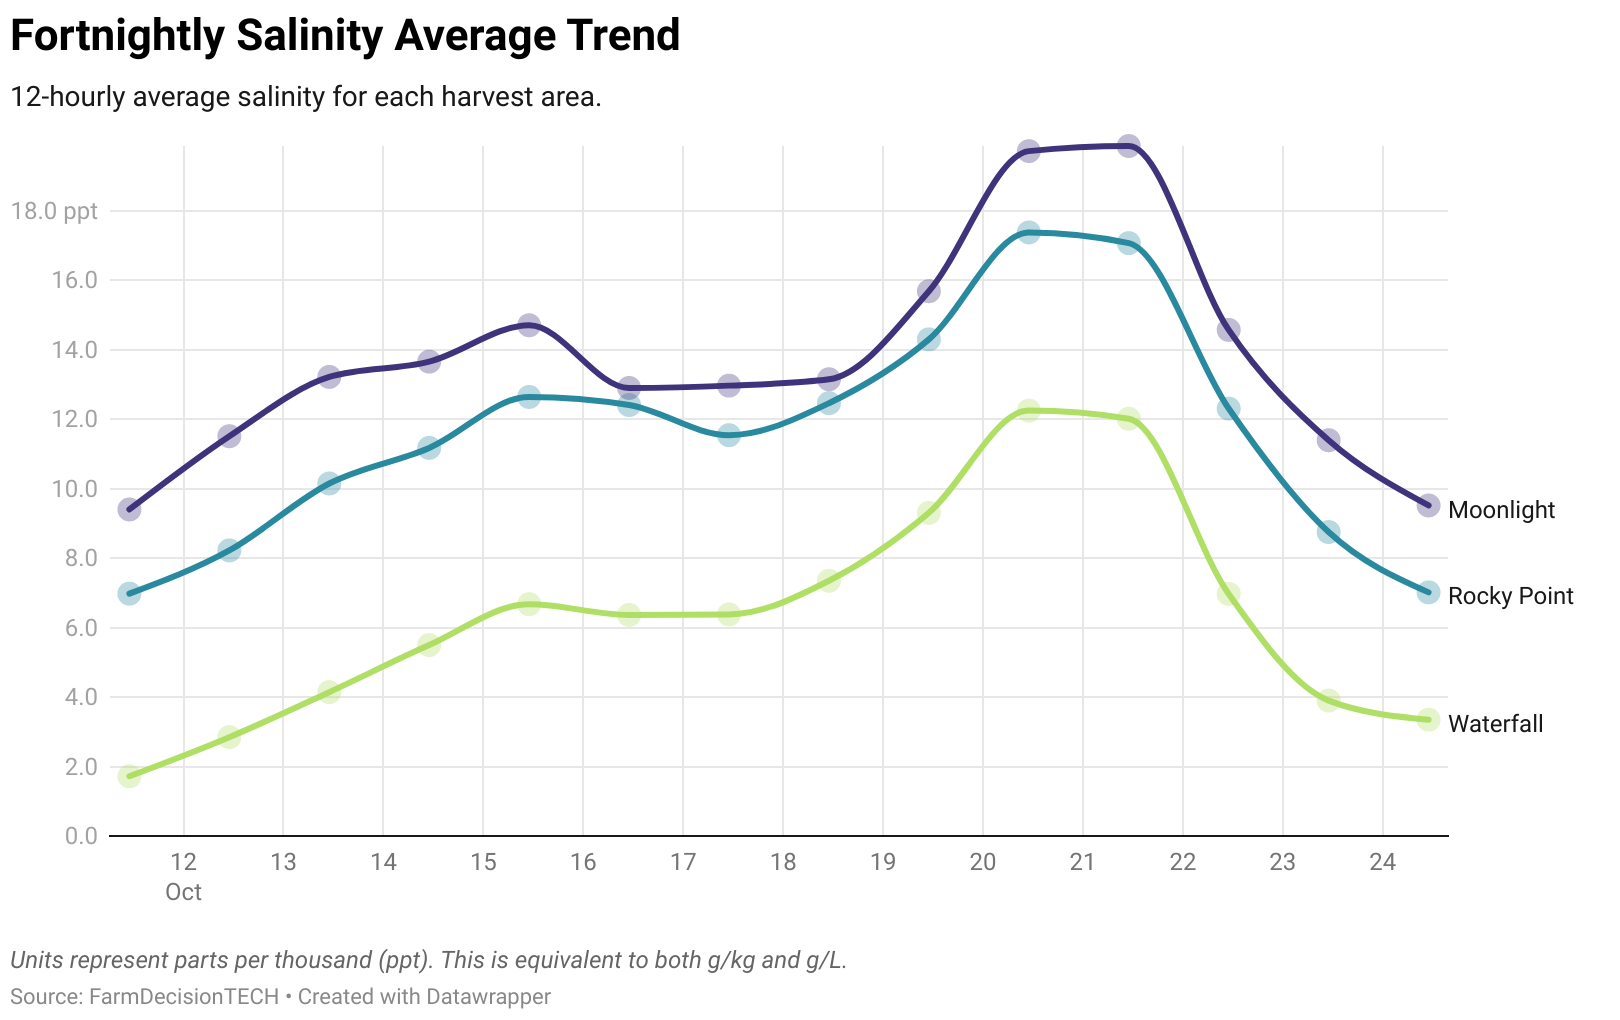 Fortnightly Salinity Average Trend
12-hourly average salinity for each harvest area.
18.0 ppt
16.0
14.0
12.0
10.0
8.0
6.0
4.0
2.0
0.0
Moonlight
Rocky Point
Waterfall
12 13 14 15 16 17 18 19 20 21 22 23 24
Oct
Units represent parts per thousand (ppt). This is equivalent to both g/kg and g/L.
Source: FarmDecisionTECH • Created with Datawrapper